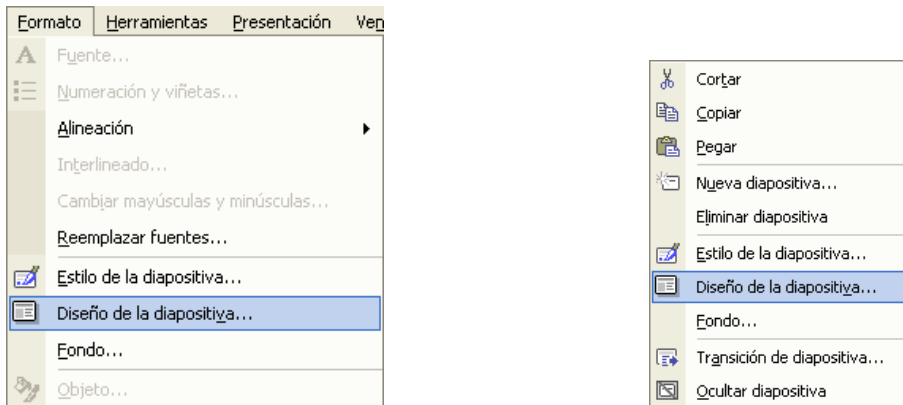 Formato Herramientas Presentación Ven
Fuente...
Numeración y viñetas...
Alineación
Interlineado...
Cambiar mayúsculas y minúsculas...
Reemplazar fuentes...
Estilo de la diapositiva...
Diseño de la diapositiva...
Fondo...
Objeto...
Cortar
Copiar
Pegar
Nueva diapositiva...
Eliminar diapositiva
Estilo de la diapositiva...
Diseño de la diapositiva...
Fondo...
Transición de diapositiva...
Ocultar diapositiva